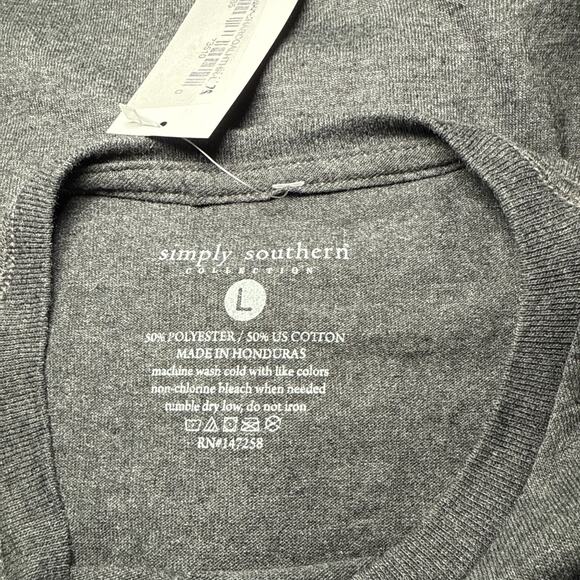 simply southern
COLLECTION
L
50% POLYESTER / 50% US COTTON
MADE IN HONDURAS
machine wash cold with like colors
non-chlorine bleach when needed
tumble dry low, do not iron
RN#147258